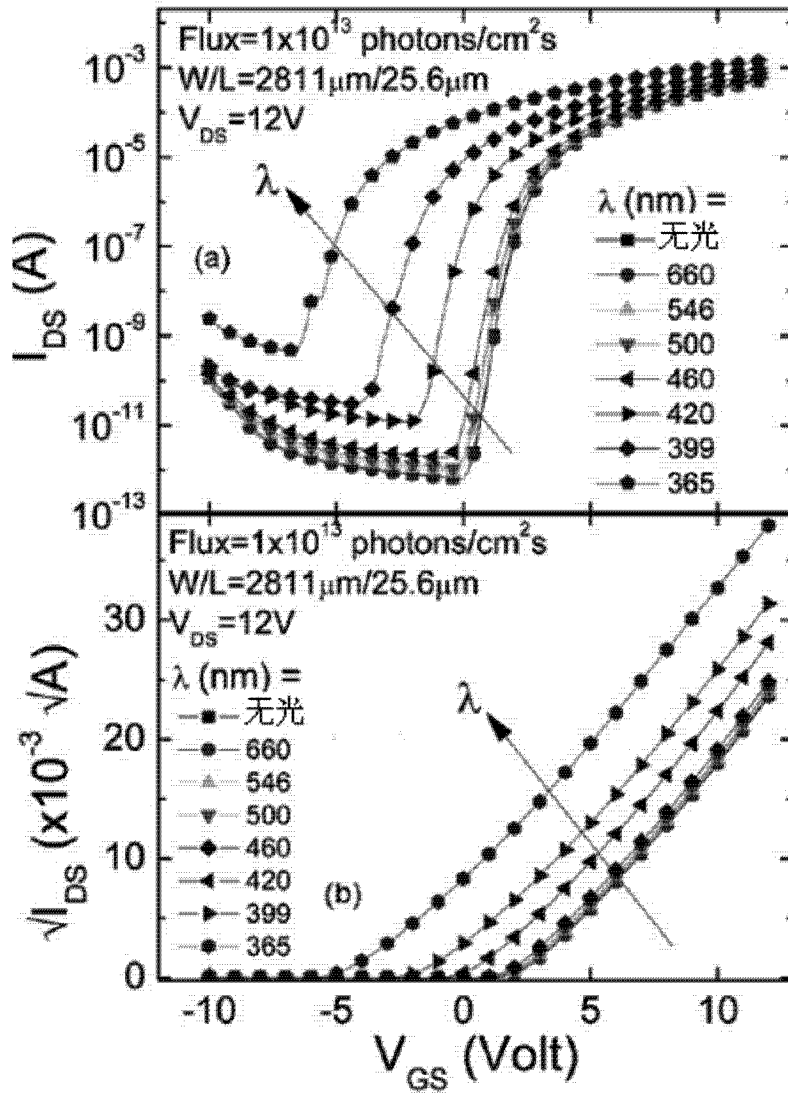 Flux=1x10¹³ photons/cm²s
W/L=2811μm/25.6μm
V_DS=12V
λ
(a)
λ (nm) =
无光
660
546
500
460
420
399
365
10⁻³
10⁻⁵
10⁻⁷
10⁻⁹
10⁻¹¹
10⁻¹³
I_DS (A)
Flux=1x10¹³ photons/cm²s
W/L=2811μm/25.6μm
V_DS=12V
λ (nm) =
无光
660
546
500
460
420
399
365
λ
(b)
30
20
10
0
√I_DS (x10⁻³ √A)
-10 -5 0 5 10
V_GS (Volt)